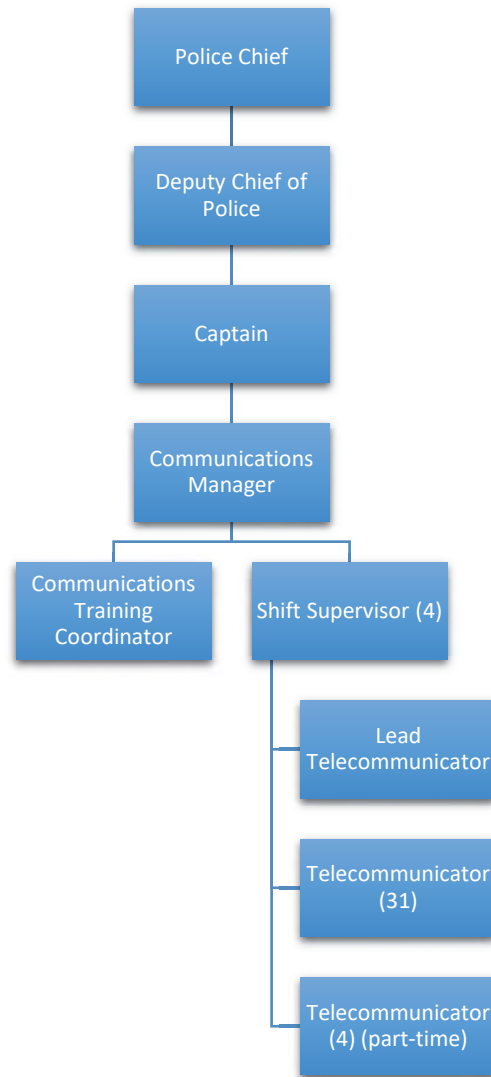 Police Chief
Deputy Chief of
Police
Captain
Communications
Manager
Communications
Training
Coordinator
Shift Supervisor (4)
Lead
Telecommunicator
Telecommunicator
(31)
Telecommunicator
(4) (part-time)